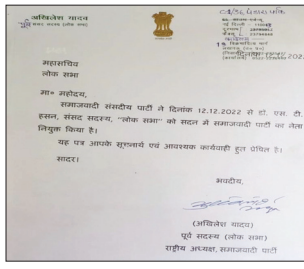 अखिलेश यादव
महासचिव
लोक सभा
मा० महोदय,
समाजवादी संसदीय पार्टी ने दिनांक 12.12.2022 से डॉ. एस. टी.
हसन, संसद सदस्य, "लोक सभा" को सदन में समाजवादी पार्टी का नेता
नियुक्त किया है।
यह पत्र आपके सूचनार्थ एवं आवश्यक कार्यवाही हुत प्रेषित है।
सादर।
भवदीय,
(अखिलेश यादव)
पूर्व सदस्य (लोक सभा)
राष्ट्रीय अध्यक्ष, समाजवादी पार्टी